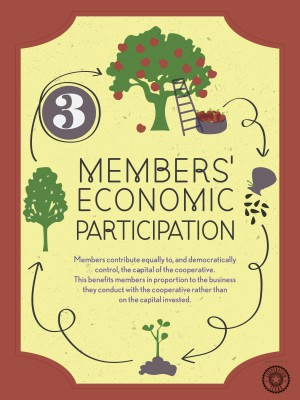 3
MEMBERS'
ECONOMIC
PARTICIPATION
Members contribute equally to, and democratically
control, the capital of the cooperative.
This benefits members in proportion to the business
they conduct with the cooperative rather than
on the capital invested.